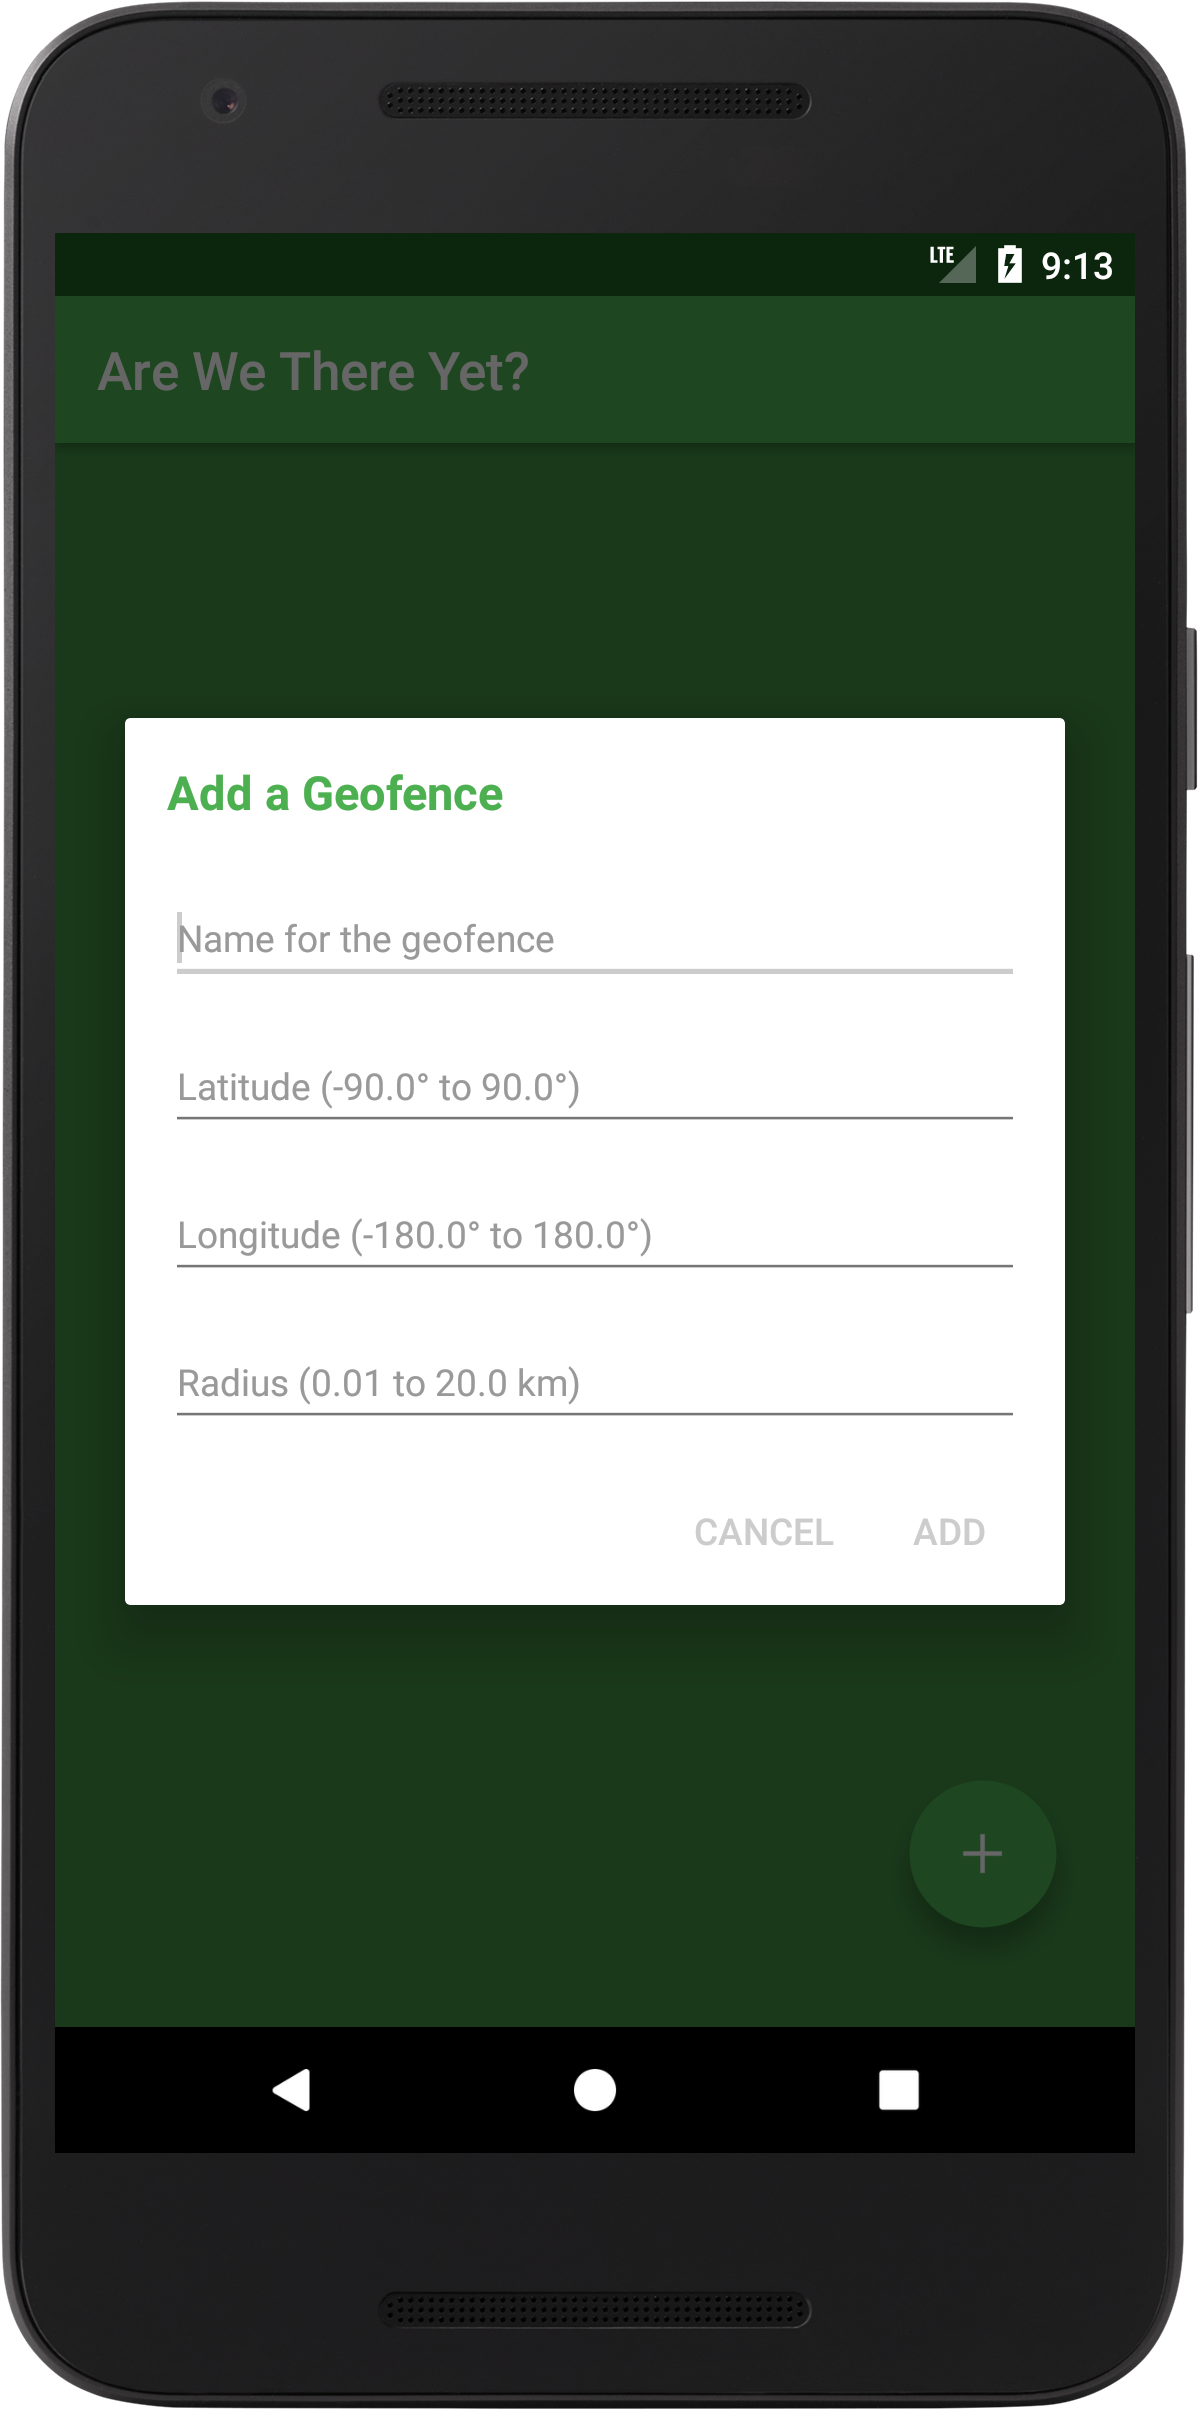 LTE 9:13
Are We There Yet?
Add a Geofence
Name for the geofence
Latitude (-90.0° to 90.0°)
Longitude (-180.0° to 180.0°)
Radius (0.01 to 20.0 km)
CANCEL ADD